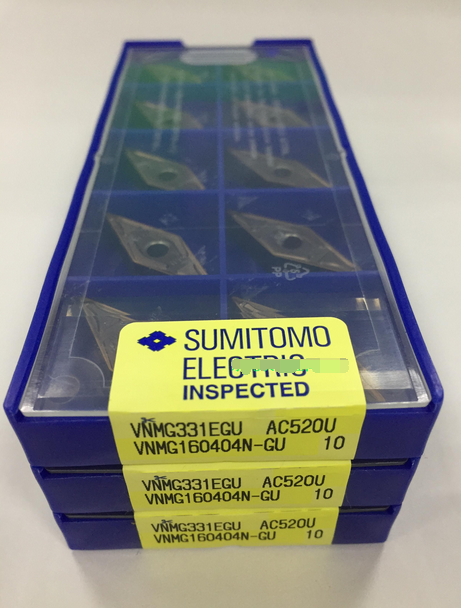 SUMITOMO
ELECTRIC
INSPECTED
VNMG331EGU AC520U
VNMG160404N-GU 10
VNMG331EGU AC520U
VNMG160404N-GU 10
VNMG331EGU AC520U
VNMG160404N-GU 10